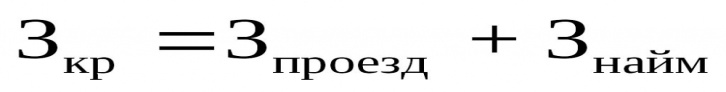 З_кр = З_проезд + З_найм